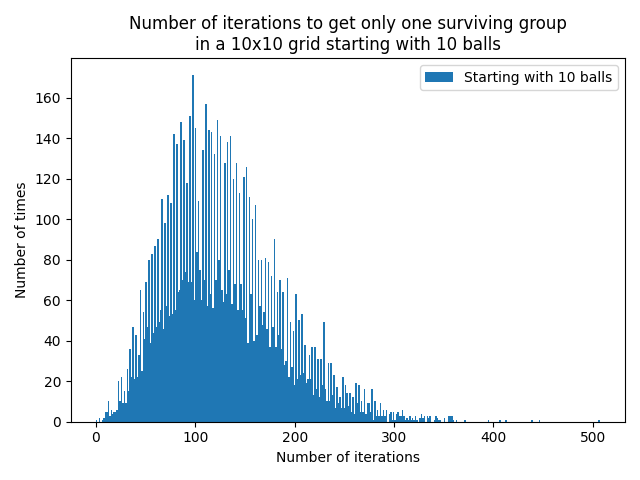 Number of iterations to get only one surviving group
in a 10x10 grid starting with 10 balls
Starting with 10 balls
Number of times
160
140
120
100
80
60
40
20
0
0 100 200 300 400 500
Number of iterations